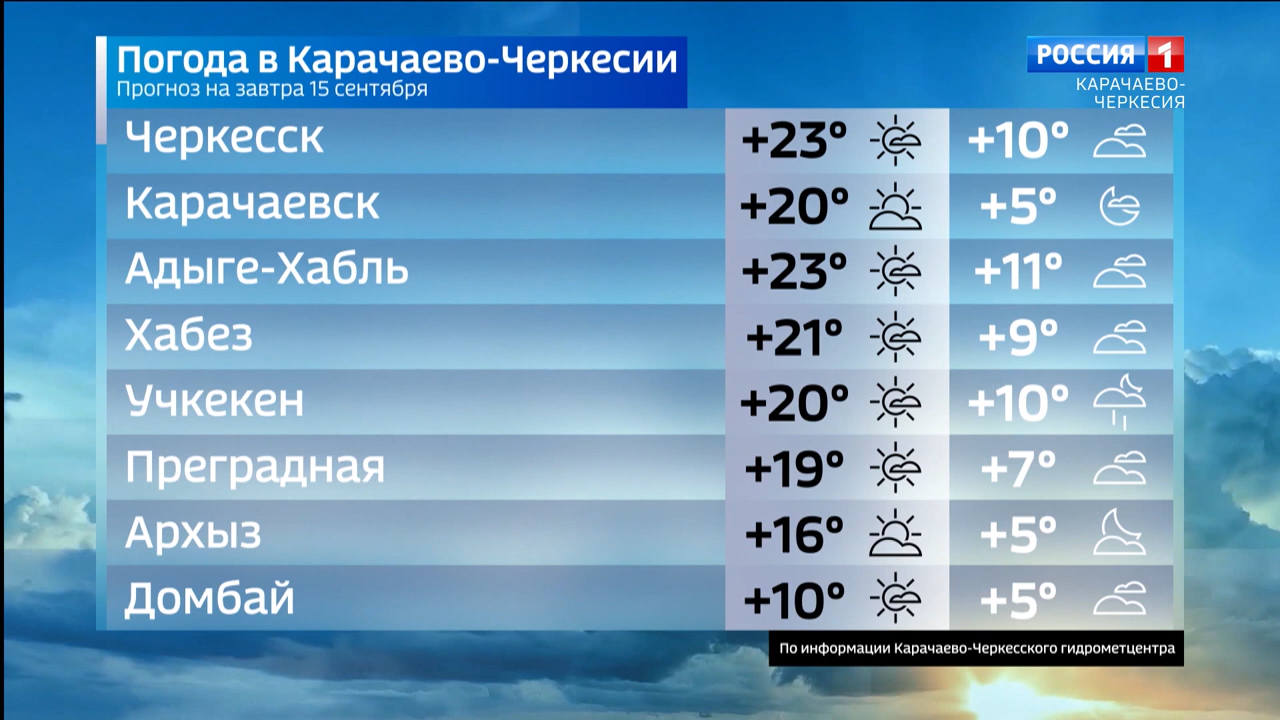 Погода в Карачаево-Черкесии
Прогноз на завтра 15 сентября
РОССИЯ 1
КАРАЧАЕВО-
ЧЕРКЕСИЯ
Черкесск +23° +10°
Карачаевск +20° +5°
Адыге-Хабль +23° +11°
Хабез +21° +9°
Учкекен +20° +10°
Преградная +19° +7°
Архыз +16° +5°
Домбай +10° +5°
По информации Карачаево-Черкесского гидрометцентра